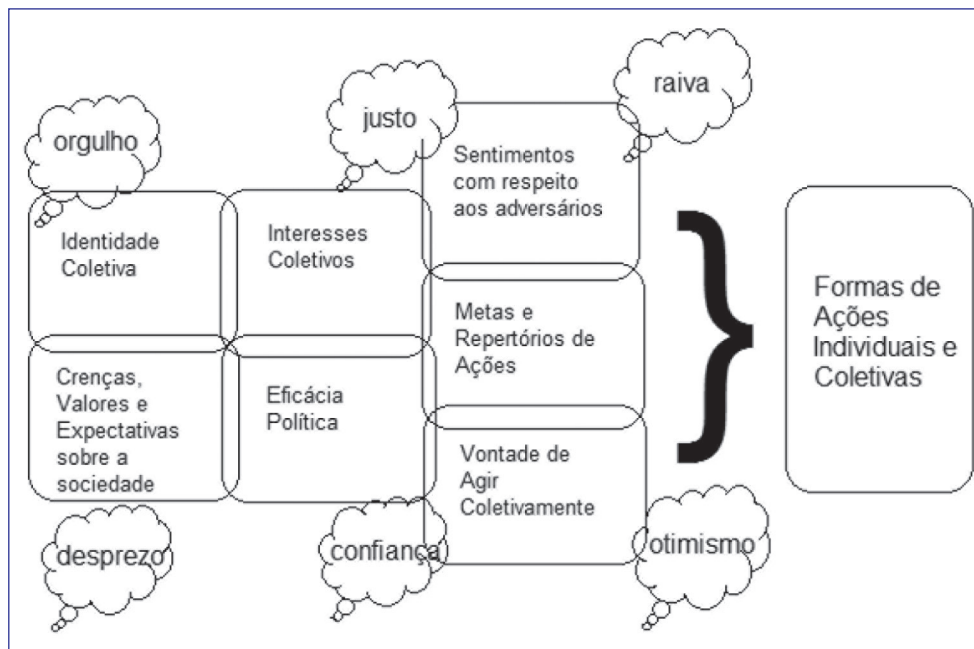 orgulho
justo
raiva
Identidade
Coletiva
Interesses
Coletivos
Sentimentos
com respeito
aos adversários
Crenças,
Valores e
Expectativas
sobre a
sociedade
Eficácia
Política
Metas e
Repertórios de
Ações
Vontade de
Agir
Coletivamente
desprezo
confiança
otimismo
}
Formas de
Ações
Individuais e
Coletivas